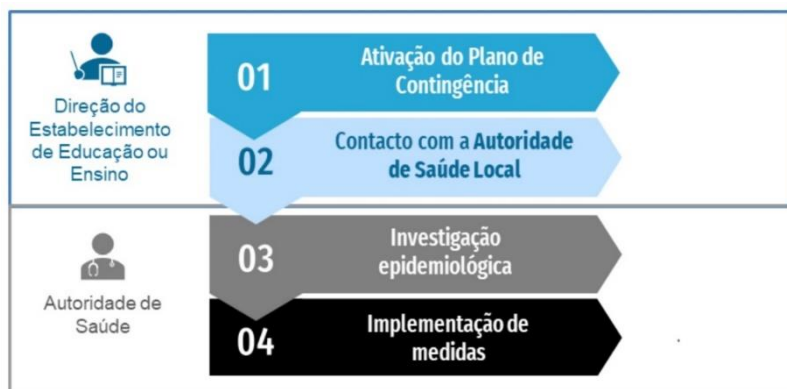 Direção do
Estabelecimento
de Educação ou
Ensino
01
Ativação do Plano de
Contingência
02
Contacto com a Autoridade
de Saúde Local
Autoridade de
Saúde
03
Investigação
epidemiológica
04
Implementação de
medidas